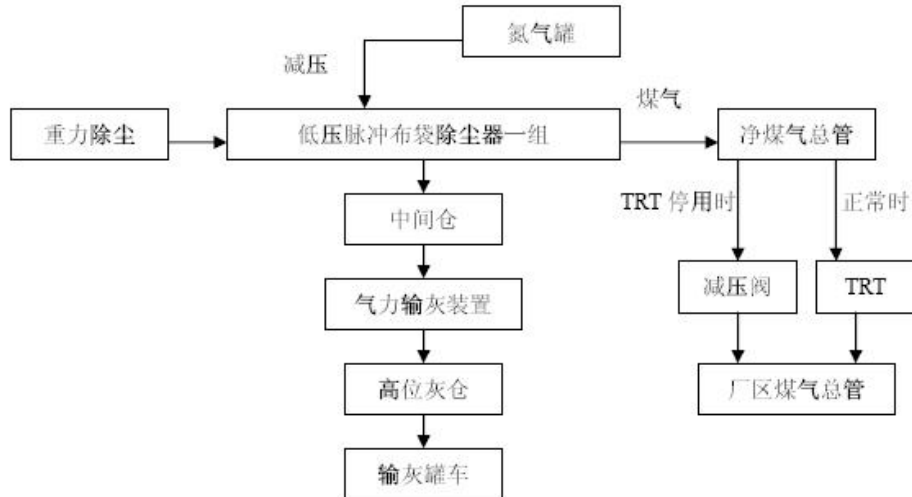 氮气罐
减压
煤气
重力除尘
低压脉冲布袋除尘器一组
净煤气总管
中间仓
TRT 停用时
正常时
气力输灰装置
减压阀
TRT
高位灰仓
厂区煤气总管
输灰罐车